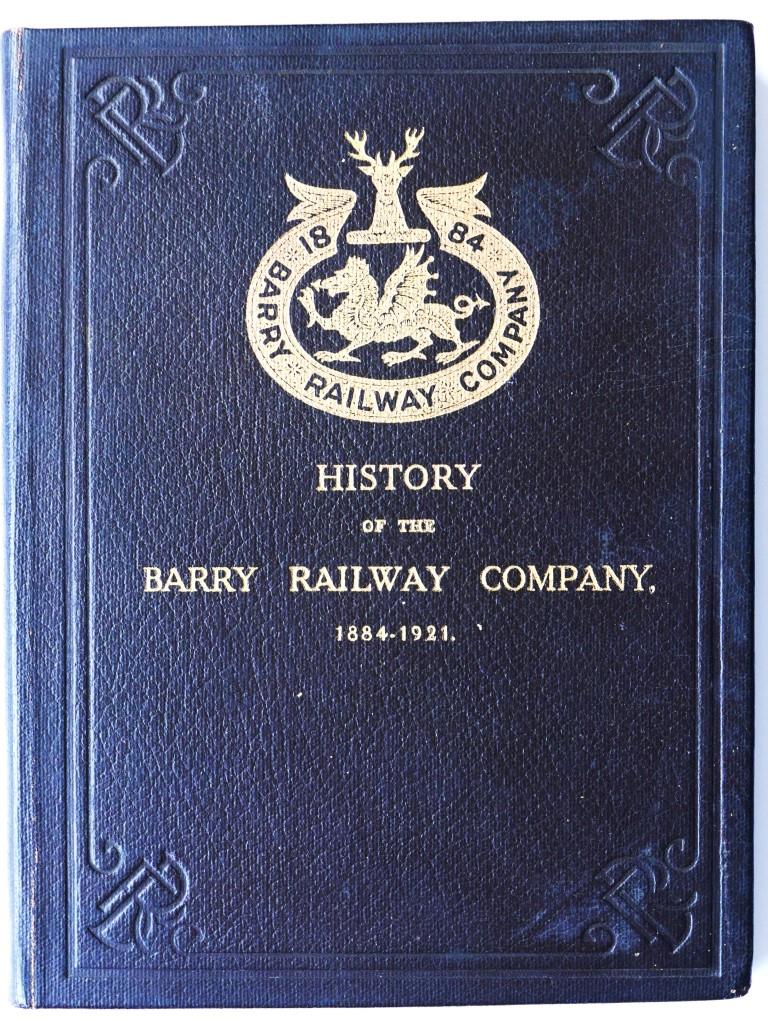 18 84
BARRY RAILWAY COMPANY
HISTORY
OF THE
BARRY RAILWAY COMPANY,
1884-1921.